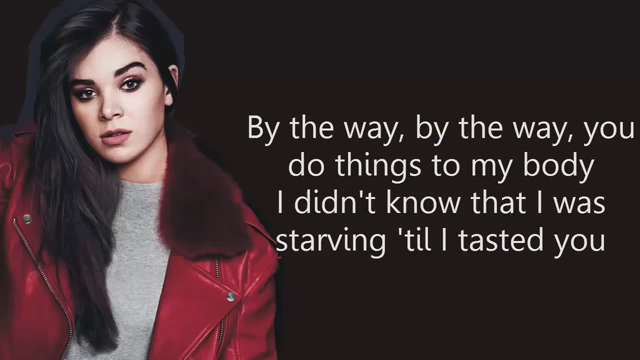 By the way, by the way, you
do things to my body
I didn't know that I was
starving 'til I tasted you